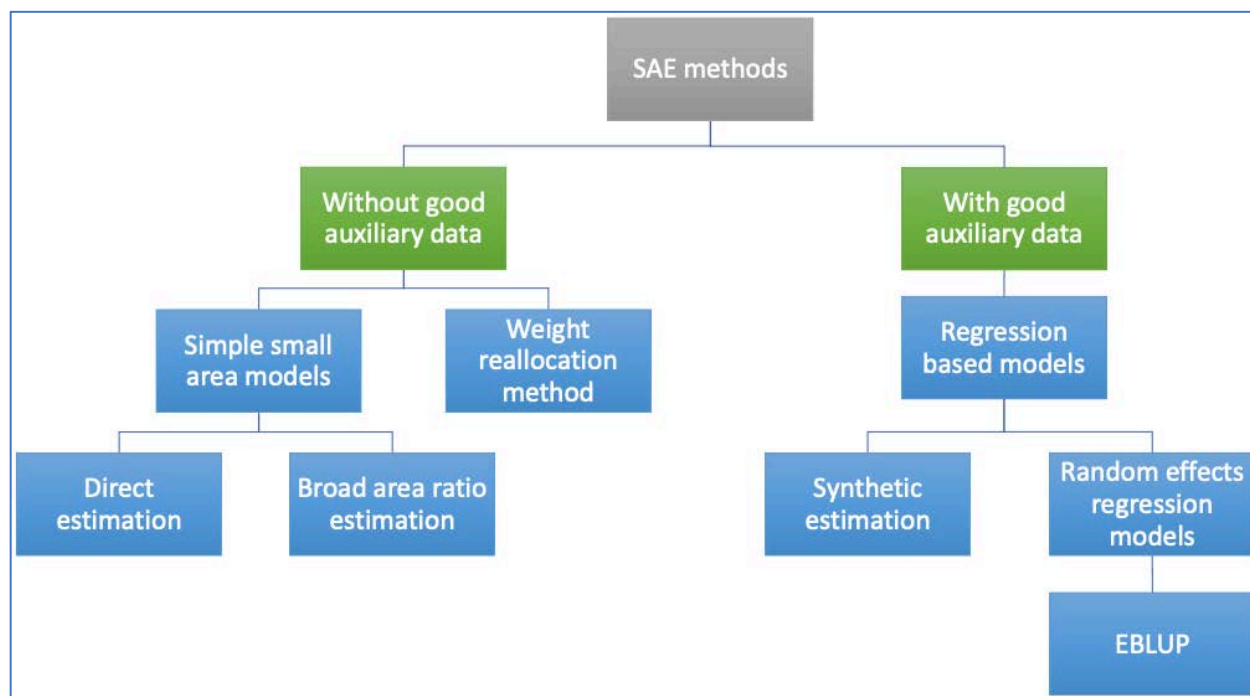 SAE methods
Without good
auxiliary data
With good
auxiliary data
Simple small
area models
Weight
reallocation
method
Regression
based models
Direct
estimation
Broad area ratio
estimation
Synthetic
estimation
Random effects
regression
models
EBLUP